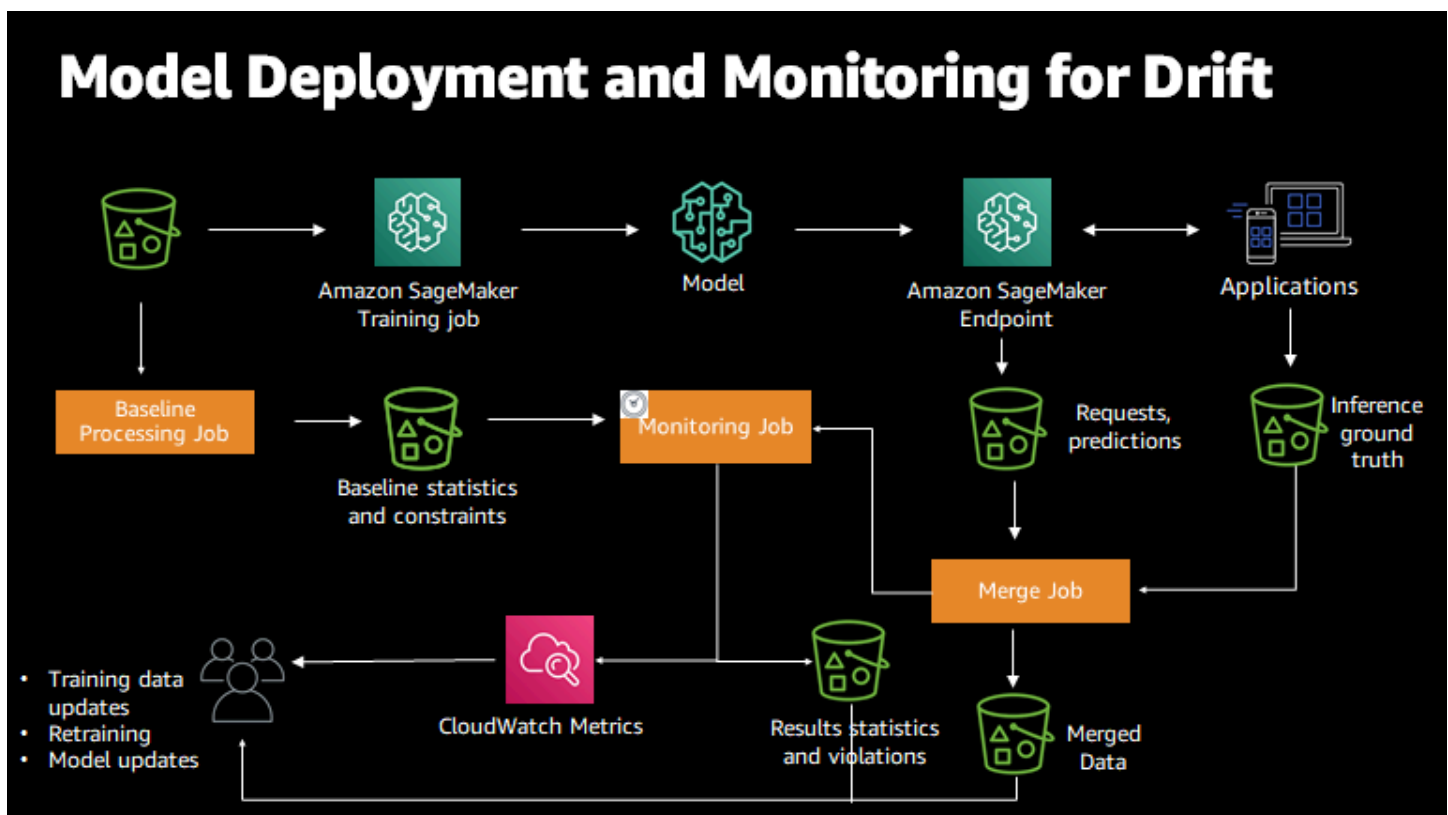 Model Deployment and Monitoring for Drift
Amazon SageMaker
Training job
Model
Amazon SageMaker
Endpoint
Applications
Baseline
Processing Job
Baseline statistics
and constraints
Monitoring Job
Requests,
predictions
Inference
ground
truth
Merge Job
• Training data
updates
• Retraining
• Model updates
CloudWatch Metrics
Results statistics
and violations
Merged
Data